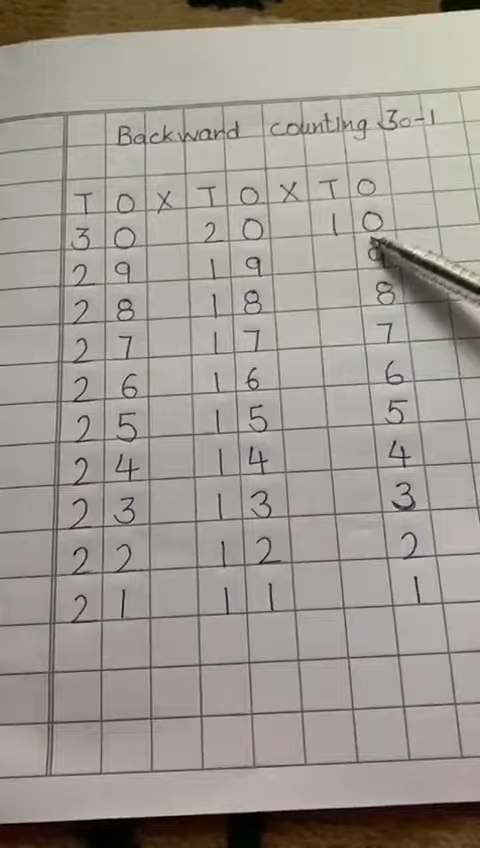 Backward counting 30-1
T O X T O X T O
3 0 2 0 1 0
2 9 1 9 9
2 8 1 8 8
2 7 1 7 7
2 6 1 6 6
2 5 1 5 5
2 4 1 4 4
2 3 1 3 3
2 2 1 2 2
2 1 1 1 1